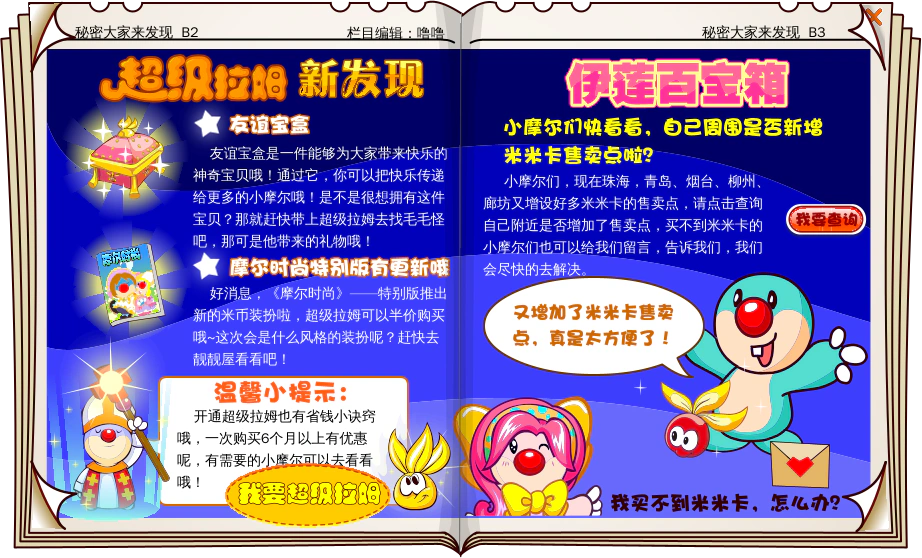 秘密大家来发现 B2
栏目编辑：噜噜
超级拉姆 新发现
友谊宝盒
友谊宝盒是一件能够为大家带来快乐的
神奇宝贝哦！通过它，你可以把快乐传递
给更多的小摩尔哦！是不是很想拥有这件
宝贝？那就赶快带上超级拉姆去找毛毛怪
吧，那可是他带来的礼物哦！
摩尔时尚特别版有更新哦
好消息，《摩尔时尚》——特别版推出
新的米币装扮啦，超级拉姆可以半价购买
哦~这次会是什么风格的装扮呢？赶快去
靓靓屋看看吧！
温馨小提示：
开通超级拉姆也有省钱小诀窍
哦，一次购买6个月以上有优惠
呢，有需要的小摩尔可以去看看
哦！
我要超级拉姆
秘密大家来发现 B3
伊莲百宝箱
小摩尔们快看看，自己周围是否新增
米米卡售卖点啦？
小摩尔们，现在珠海，青岛、烟台、柳州、
廊坊又增设好多米米卡的售卖点，请点击查询
自己附近是否增加了售卖点，买不到米米卡的
小摩尔们也可以给我们留言，告诉我们，我们
会尽快的去解决。
我要查询
又增加了米米卡售卖
点，真是太方便了！
我买不到米米卡，怎么办？